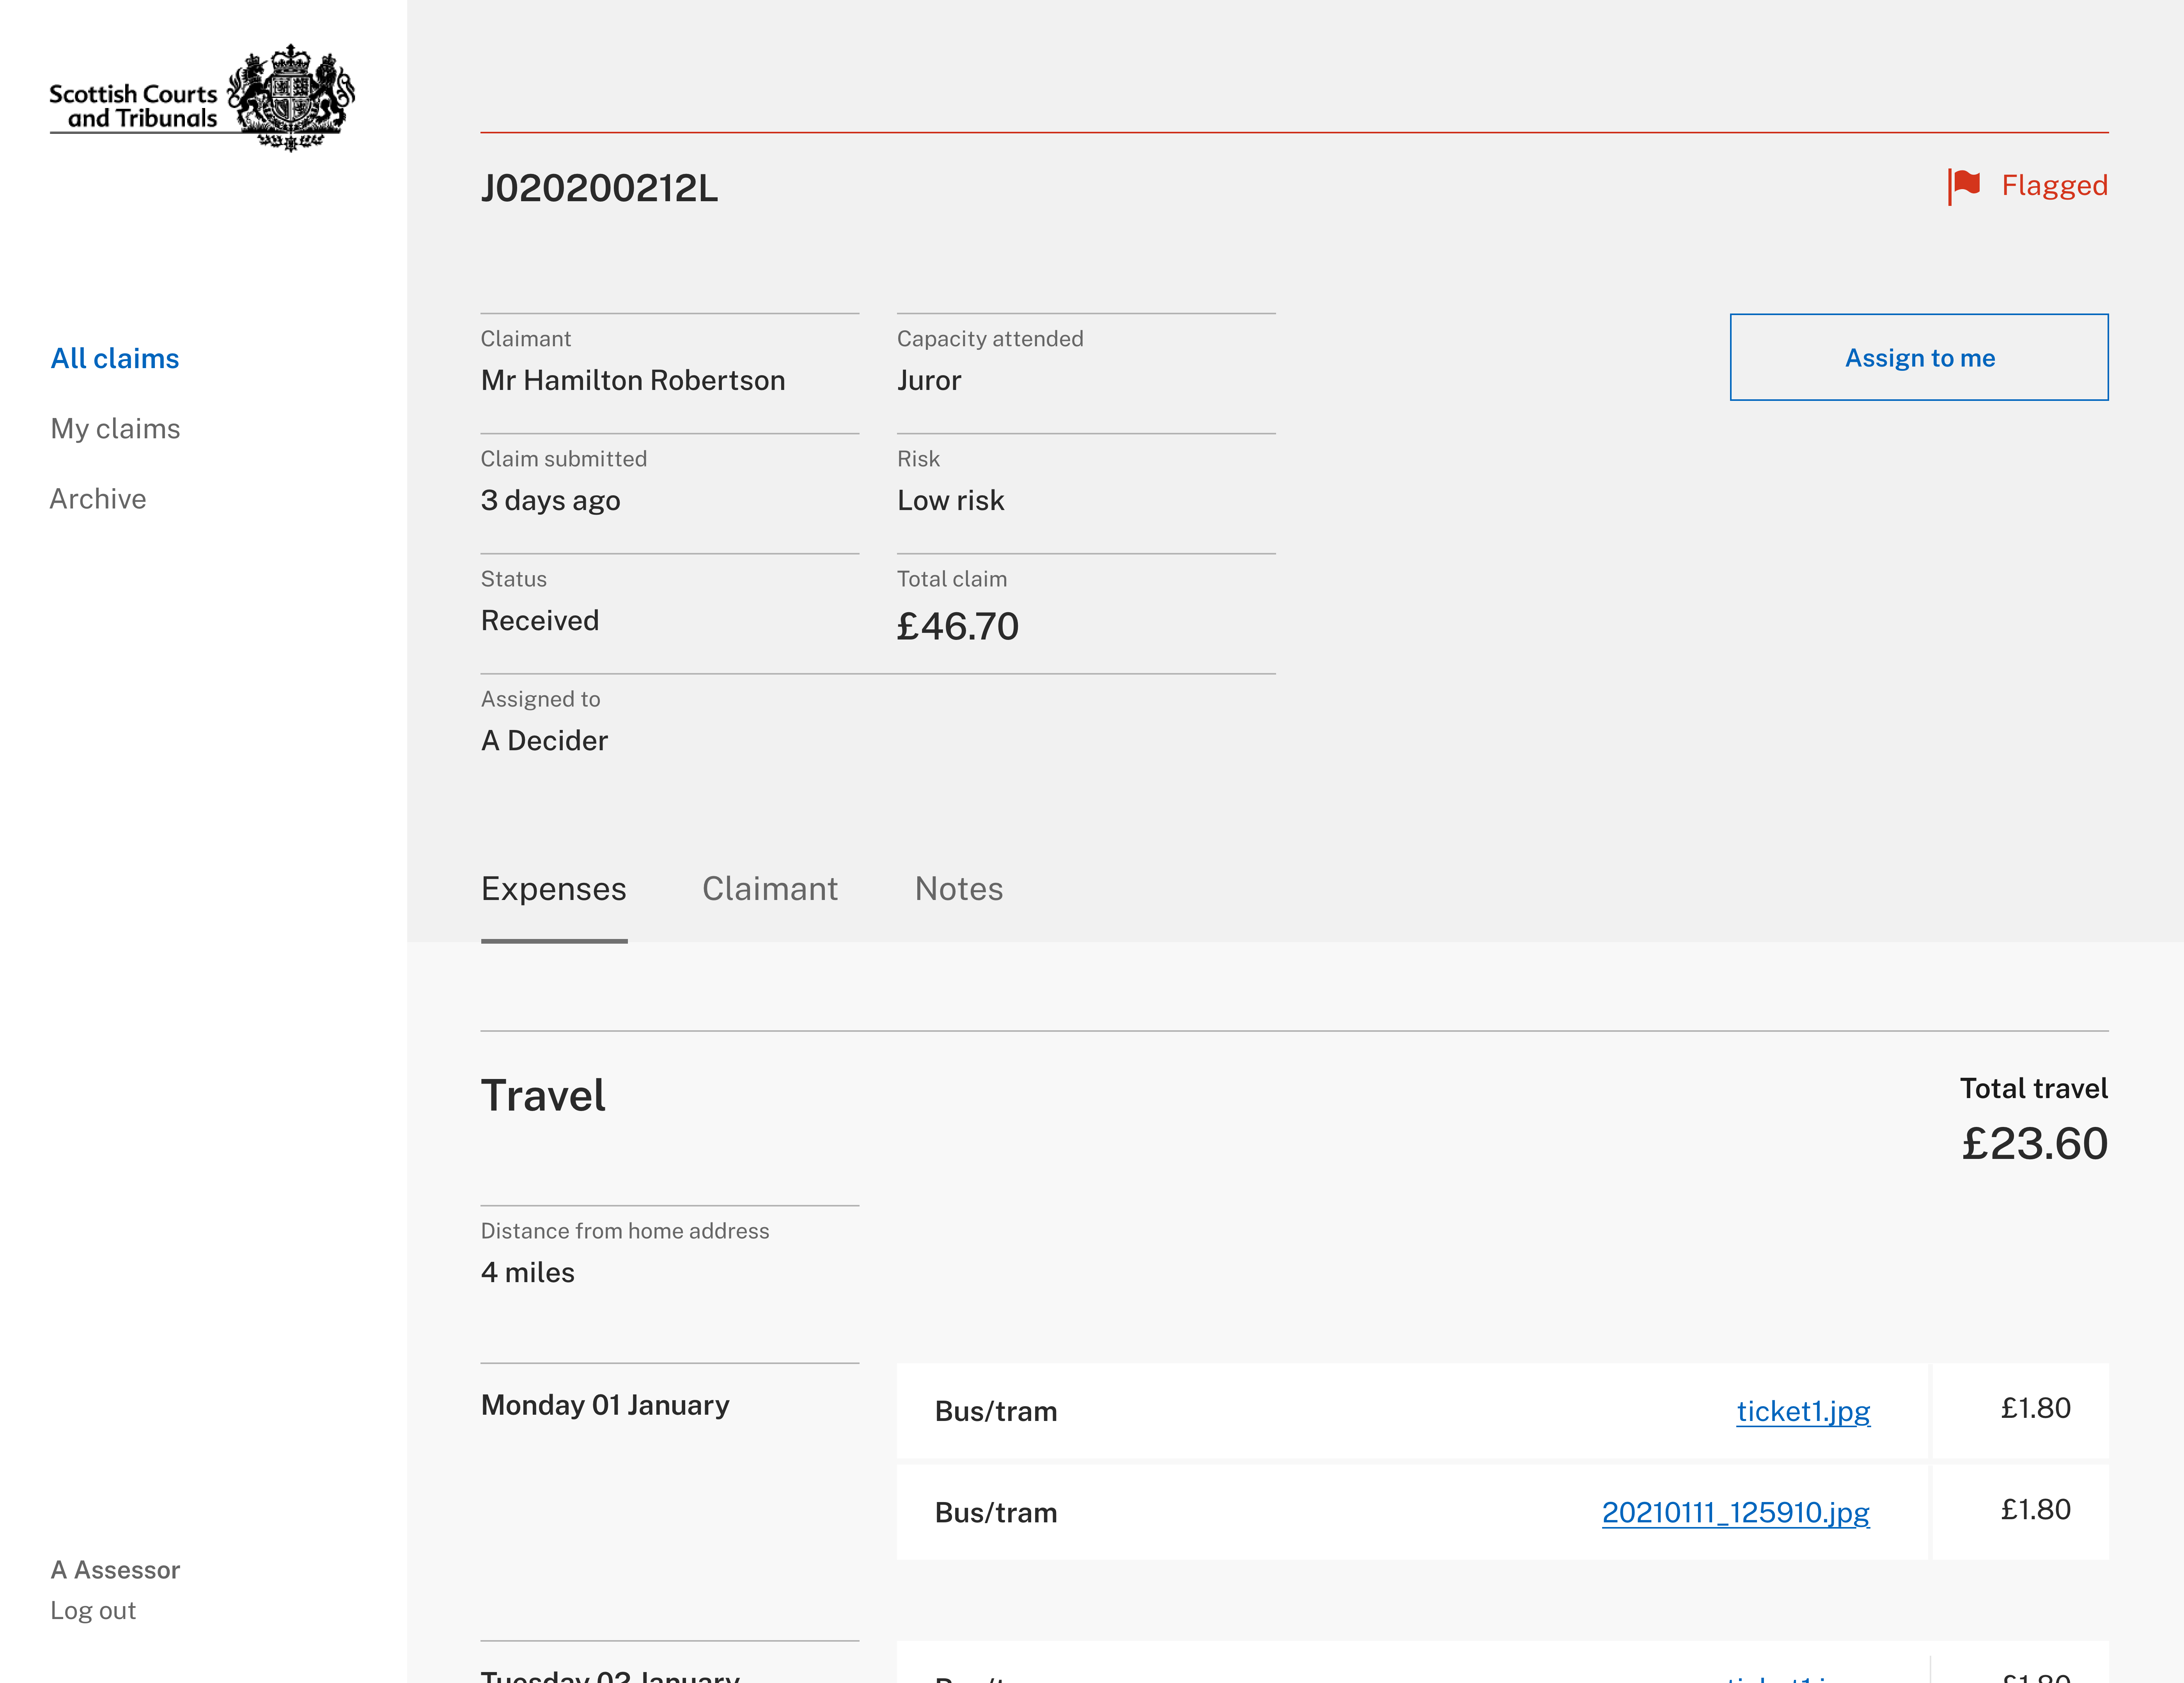 Scottish Courts
and Tribunals
All claims
My claims
Archive
A Assessor
Log out
J020200212L
Flagged
Claimant
Mr Hamilton Robertson
Capacity attended
Juror
Assign to me
Claim submitted
3 days ago
Risk
Low risk
Status
Received
Total claim
£46.70
Assigned to
A Decider
Expenses Claimant Notes
Travel
Total travel
£23.60
Distance from home address
4 miles
Monday 01 January
Bus/tram ticket1.jpg £1.80
Bus/tram 20210111_125910.jpg £1.80
Tuesday 02 January